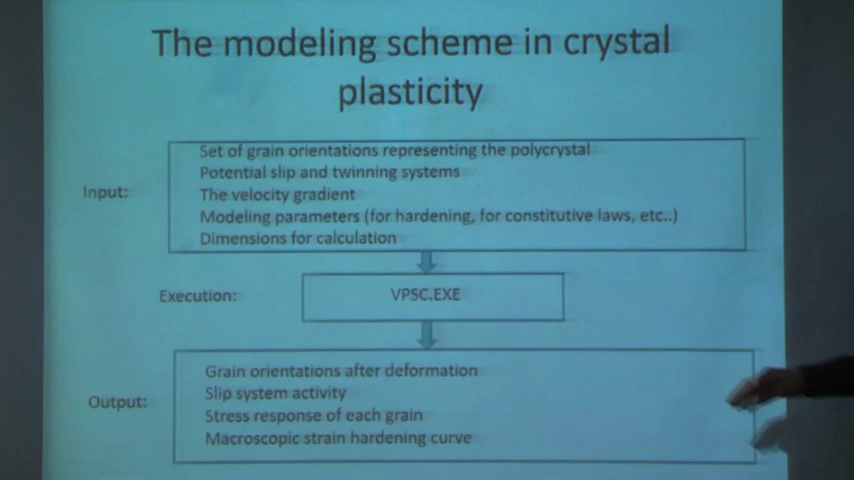 The modeling scheme in crystal
plasticity
Input:
Set of grain orientations representing the polycrystal
Potential slip and twinning systems
The velocity gradient
Modeling parameters (for hardening, for constitutive laws, etc..)
Dimensions for calculation
Execution:
VPSC.EXE
Output:
Grain orientations after deformation
Slip system activity
Stress response of each grain
Macroscopic strain hardening curve